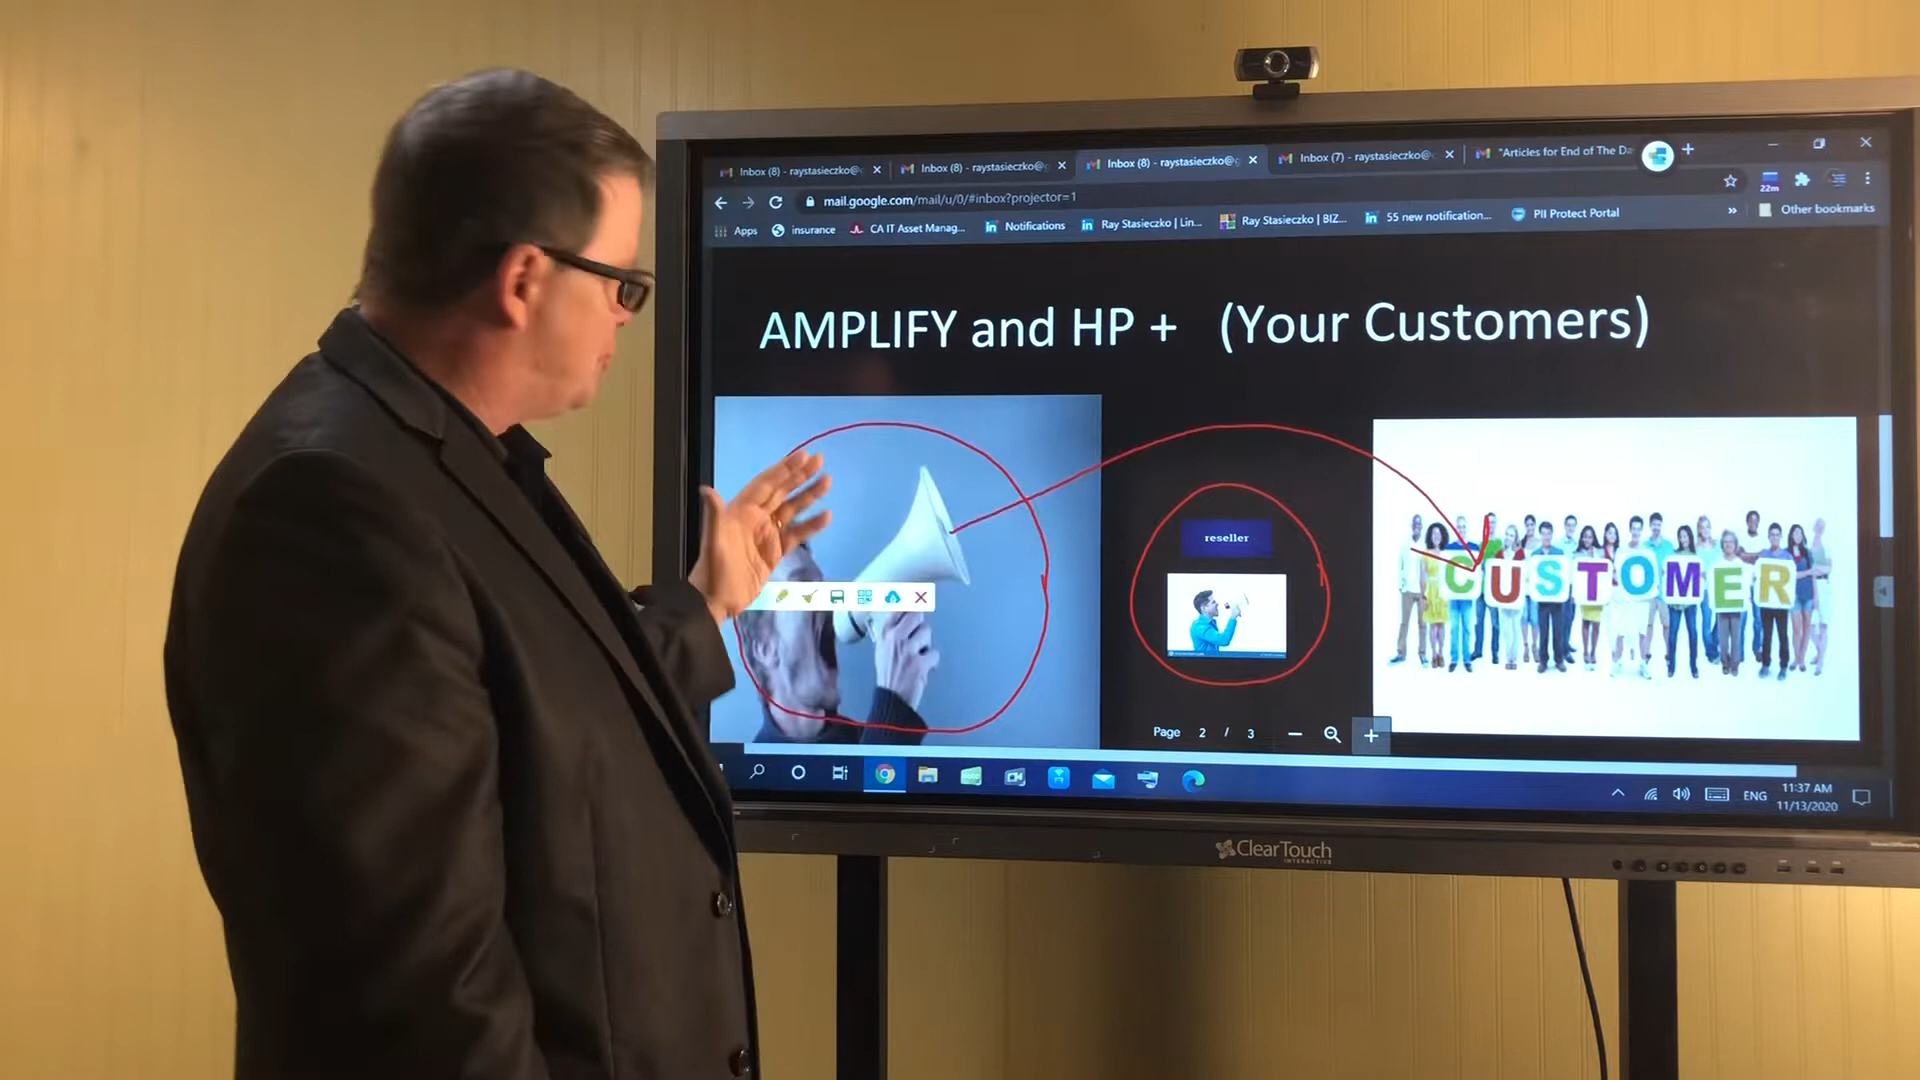 Inbox (8) - raystasieczko@
Inbox (8) - raystasieczko@g
Inbox (8) - raystasieczko@g
Inbox (7) - raystasieczko@
"Articles for End of The Da
mail.google.com/mail/u/0/#inbox?projector=1
22m
Apps
insurance
CA IT Asset Manag...
Notifications
Ray Stasieczko | Lin...
Ray Stasieczko | BIZ...
55 new notification...
PII Protect Portal
»
Other bookmarks
AMPLIFY and HP + (Your Customers)
reseller
CUSTOMER
Page 2 / 3
ENG
11:37 AM
11/13/2020
ClearTouch
INTERACTIVE